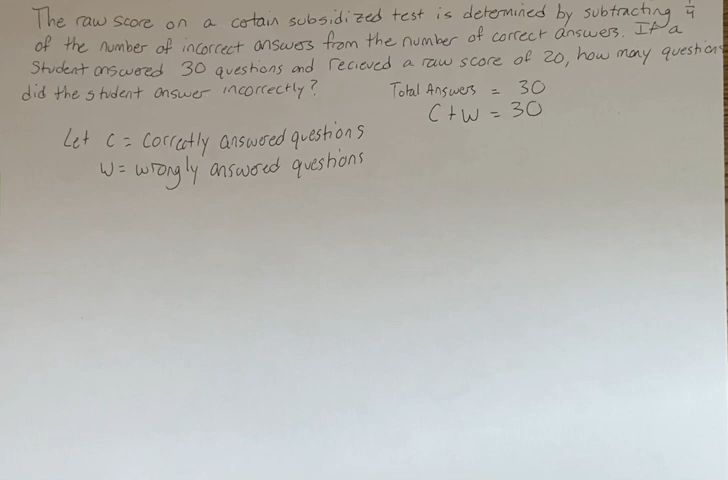 The raw score on a cetain subsidized test is determined by subtracting 1/4
of the number of incorrect answers from the number of correct answers. If a
Student answered 30 questions and recieved a raw score of 20, how many questions
did the student answer incorrectly?
Total Answers = 30
C + W = 30
Let C = Correctly answered questions
W = wrongly answered questions